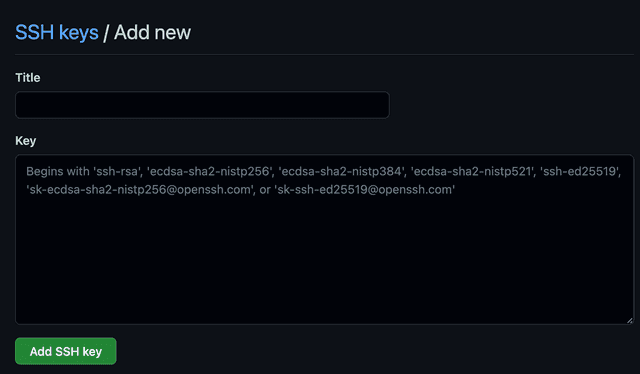 SSH keys / Add new
Title
Key
Begins with 'ssh-rsa', 'ecdsa-sha2-nistp256', 'ecdsa-sha2-nistp384', 'ecdsa-sha2-nistp521', 'ssh-ed25519',
'sk-ecdsa-sha2-nistp256@openssh.com', or 'sk-ssh-ed25519@openssh.com'
Add SSH key